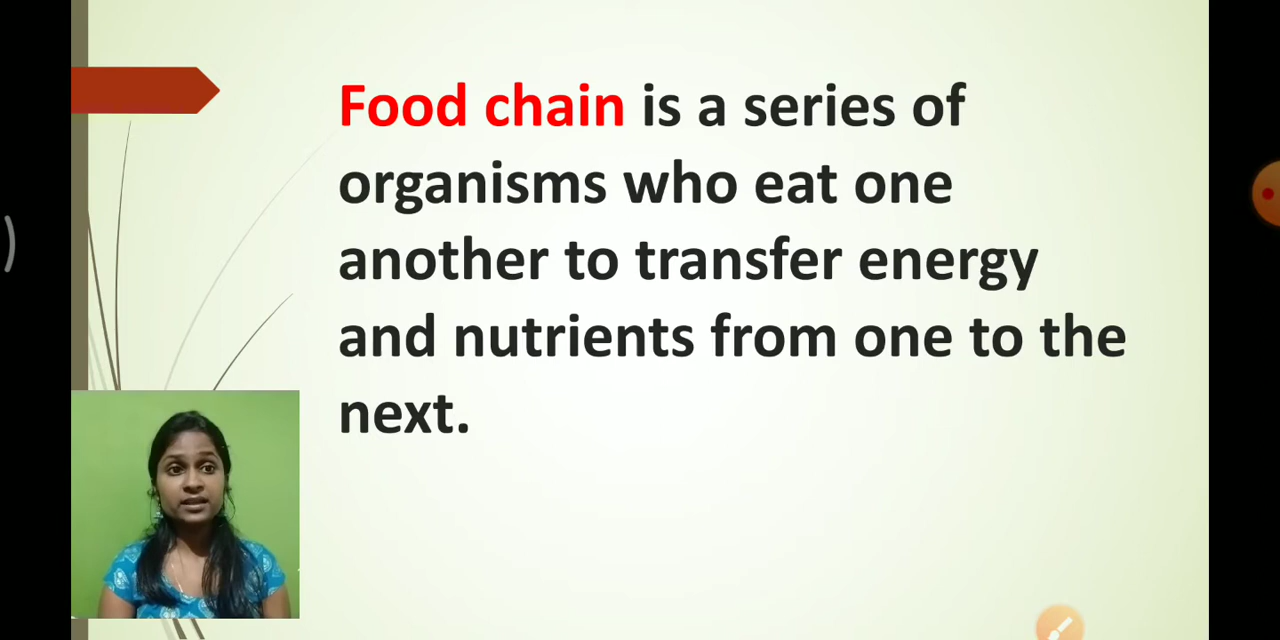 Food chain is a series of
organisms who eat one
another to transfer energy
and nutrients from one to the
next.